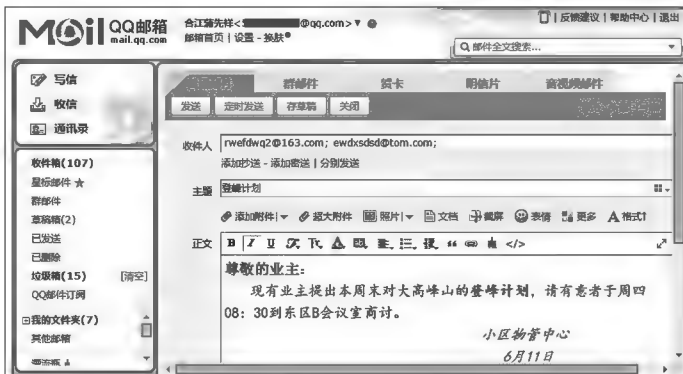 MOil QQ邮箱 mail.qq.com
合江蒲先祥< @qq.com>▼
邮箱首页 | 设置 - 换肤
反馈建议 | 帮助中心 | 退出
邮件全文搜索...
写信
收信
通讯录
收件箱(107)
星标邮件 ★
群邮件
草稿箱(2)
已发送
已删除
垃圾箱(15) [清空]
QQ邮件订阅
我的文件夹(7)
其他邮箱
漂流瓶
群邮件 贺卡 明信片 音视频邮件
发送 定时发送 存草稿 关闭
收件人 rwefdwq2@163.com; ewdxsdsd@tom.com;
添加抄送 - 添加密送 | 分别发送
主题 登峰计划
添加附件 | ▼ 超大附件 照片 | ▼ 文档 截屏 表情 更多 格式↑
正文 B I U </>
尊敬的业主:
现有业主提出本周末对大高峰山的登峰计划,请有意者于周四
08:30到东区B会议室商讨。
小区物管中心
6月11日